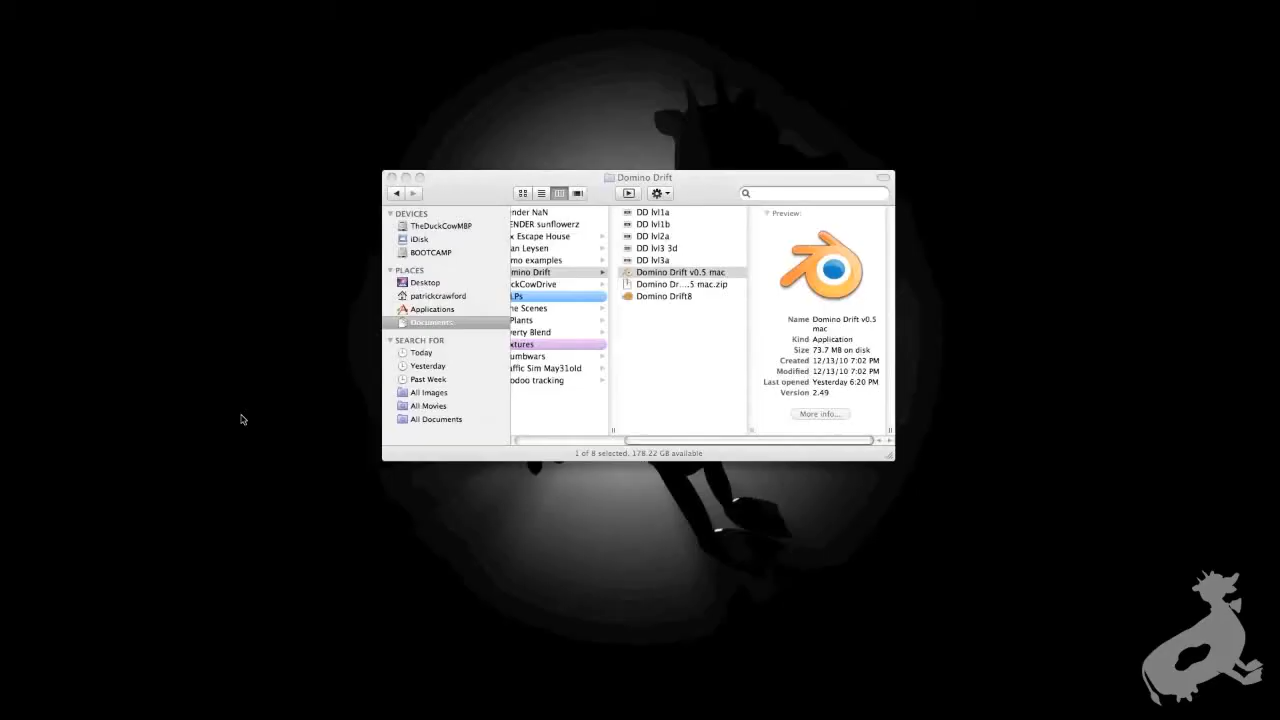 Domino Drift
DEVICES
TheDuckCowMBP
iDisk
BOOTCAMP
PLACES
Desktop
patrickcrawford
Applications
Documents
SEARCH FOR
Today
Yesterday
Past Week
All Images
All Movies
All Documents
nder NaN
ENDER sunflowerz
x Escape House
an Leysen
mo examples
mino Drift
ckCowDrive
LPs
ne Scenes
Plants
verty Blend
xtures
umbwars
affic Sim May31old
oodoo tracking
DD lvl1a
DD lvl1b
DD lvl2a
DD lvl3 3d
DD lvl3a
Domino Drift v0.5 mac
Domino Dr....5 mac.zip
Domino Drift8
Preview:
Name Domino Drift v0.5
mac
Kind Application
Size 73.7 MB on disk
Created 12/13/10 7:02 PM
Modified 12/13/10 7:02 PM
Last opened Yesterday 6:20 PM
Version 2.49
More info...
1 of 8 selected, 178.22 GB available